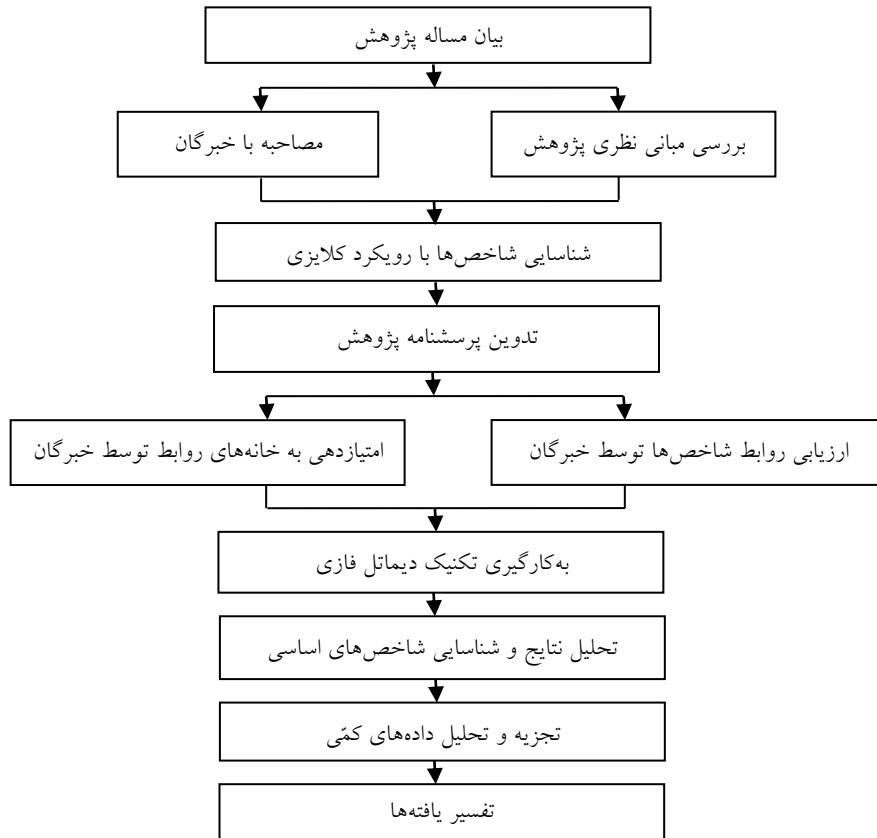 بیان مساله پژوهش
بررسی مبانی نظری پژوهش
مصاحبه با خبرگان
شناسایی شاخص‌ها با رویکرد کلایزی
تدوین پرسشنامه پژوهش
ارزیابی روابط شاخص‌ها توسط خبرگان
امتیازدهی به خانه‌های روابط توسط خبرگان
به‌کارگیری تکنیک دیماتل فازی
تحلیل نتایج و شناسایی شاخص‌های اساسی
تجزیه و تحلیل داده‌های کمّی
تفسیر یافته‌ها